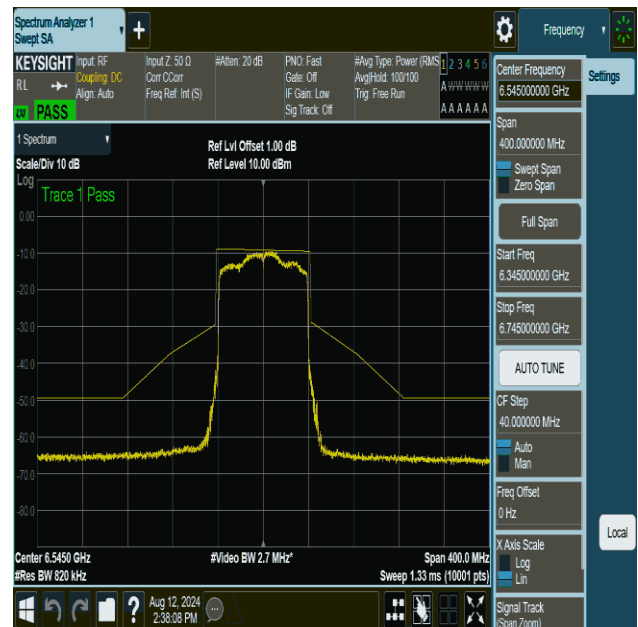 Spectrum Analyzer 1
Swept SA
Frequency
KEYSIGHT
RL
PASS
Input: RF
Coupling: DC
Align: Auto
Input Z: 50 Ω
Corr CCorr
Freq Ref: Int (S)
#Atten: 20 dB
PNO: Fast
Gate: Off
IF Gain: Low
Sig Track: Off
#Avg Type: Power (RMS
Avg|Hold: 100/100
Trig: Free Run
1 2 3 4 5 6
A W W W W W
A A A A A A
1 Spectrum
Scale/Div 10 dB
Ref Lvl Offset 1.00 dB
Ref Level 10.00 dBm
Log
Trace 1 Pass
0.00
-10.0
-20.0
-30.0
-40.0
-50.0
-60.0
-70.0
-80.0
Center 6.5450 GHz
#Video BW 2.7 MHz*
Span 400.0 MHz
#Res BW 820 kHz
Sweep 1.33 ms (10001 pts)
Aug 12, 2024
2:38:08 PM
Center Frequency
6.545000000 GHz
Settings
Span
400.000000 MHz
Swept Span
Zero Span
Full Span
Start Freq
6.345000000 GHz
Stop Freq
6.745000000 GHz
AUTO TUNE
CF Step
40.000000 MHz
Auto
Man
Freq Offset
0 Hz
X Axis Scale
Log
Lin
Local
Signal Track
(Span Zoom)